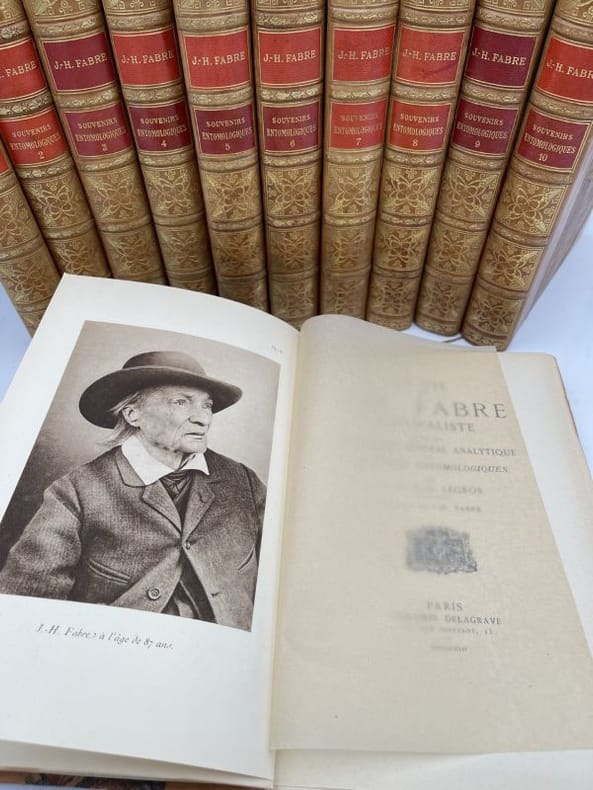 J.-H. FABRE
SOUVENIRS
ENTOMOLOGIQUES
2
J.-H. FABRE
SOUVENIRS
ENTOMOLOGIQUES
3
J.-H. FABRE
SOUVENIRS
ENTOMOLOGIQUES
4
J.-H. FABRE
SOUVENIRS
ENTOMOLOGIQUES
5
J.-H. FABRE
SOUVENIRS
ENTOMOLOGIQUES
6
J.-H. FABRE
SOUVENIRS
ENTOMOLOGIQUES
7
J.-H. FABRE
SOUVENIRS
ENTOMOLOGIQUES
8
J.-H. FABRE
SOUVENIRS
ENTOMOLOGIQUES
9
J.-H. FABRE
SOUVENIRS
ENTOMOLOGIQUES
10
J.-H. Fabre, à l'âge de 87 ans.
FABRE
ANALYTIQUE
ENTOMOLOGIQUES
LEGROS
FABRE
PARIS
DELAGRAVE